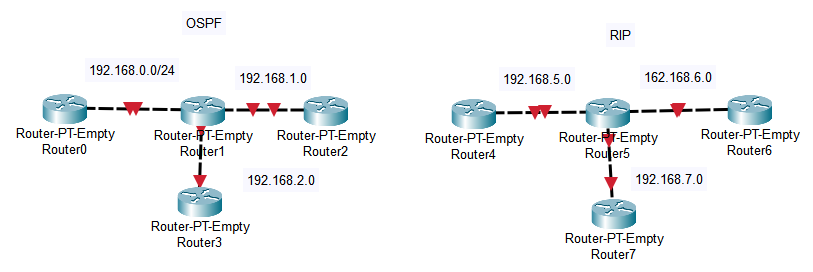 OSPF
192.168.0.0/24
192.168.1.0
Router-PT-Empty
Router0
Router-PT-Empty
Router1
Router-PT-Empty
Router2
192.168.2.0
Router-PT-Empty
Router3
RIP
192.168.5.0
162.168.6.0
Router-PT-Empty
Router4
Router-PT-Empty
Router5
Router-PT-Empty
Router6
192.168.7.0
Router-PT-Empty
Router7